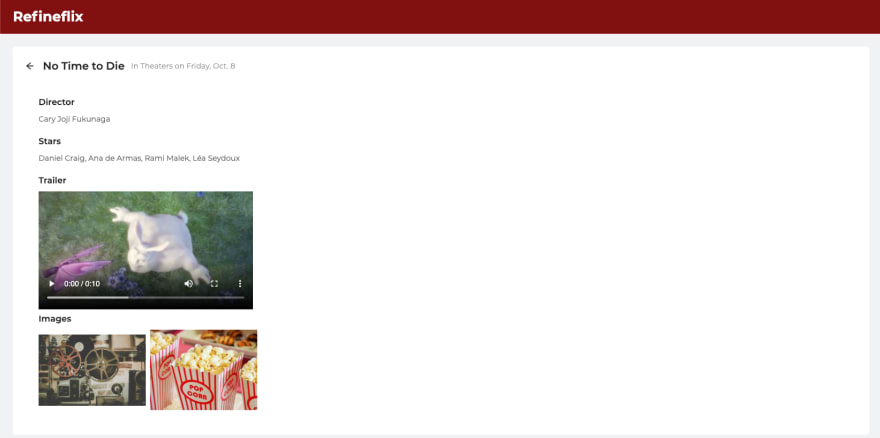 Refineflix
No Time to Die In Theaters on Friday, Oct. 8
Director
Cary Joji Fukunaga
Stars
Daniel Craig, Ana de Armas, Rami Malek, Léa Seydoux
Trailer
0:00 / 0:10
Images
POP
CORN